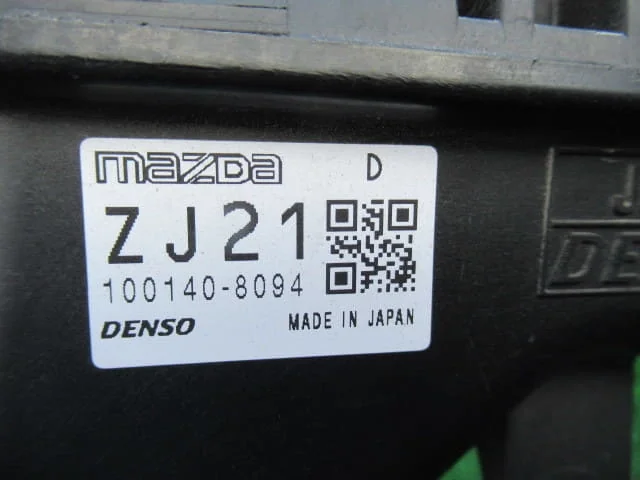 mazda D
ZJ21
100140-8094
DENSO MADE IN JAPAN